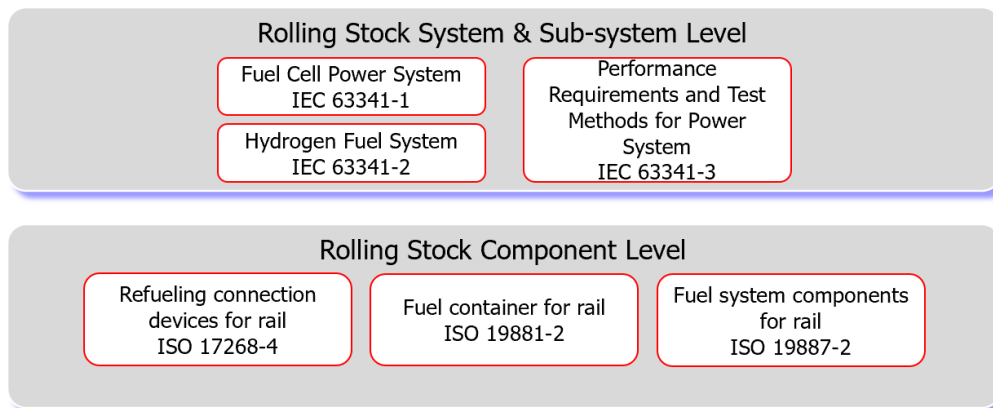 Rolling Stock System & Sub-system Level
Fuel Cell Power System
IEC 63341-1
Hydrogen Fuel System
IEC 63341-2
Performance
Requirements and Test
Methods for Power
System
IEC 63341-3
Rolling Stock Component Level
Refueling connection
devices for rail
ISO 17268-4
Fuel container for rail
ISO 19881-2
Fuel system components
for rail
ISO 19887-2